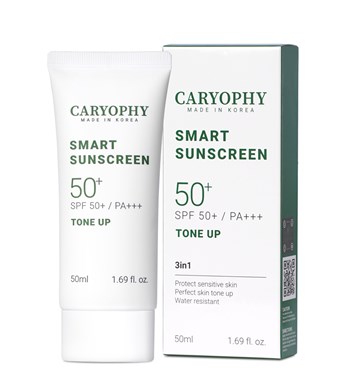 CARYOPHY
MADE IN KOREA
SMART
SUNSCREEN
50+
SPF 50+ / PA+++
TONE UP
50ml 1.69 fl. oz.
CARYOPHY
MADE IN KOREA
SMART
SUNSCREEN
50+
SPF 50+ / PA+++
TONE UP
3in1
Protect sensitive skin
Perfect skin tone up
Water resistant
50ml 1.69 fl. oz.